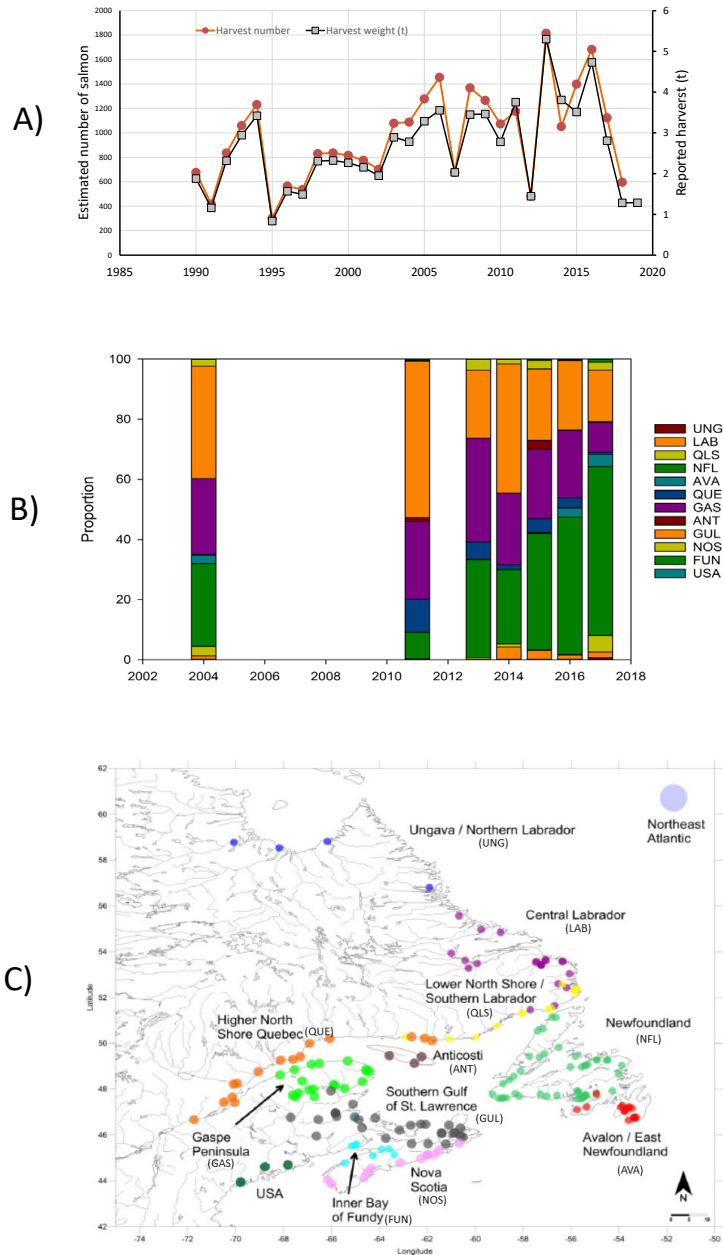 A)
Estimated number of salmon
2000
1800
1600
1400
1200
1000
800
600
400
200
0
Harvest number
Harvest weight (t)
6
5
4
3
2
1
0
Reported harverst (t)
1985
1990
1995
2000
2005
2010
2015
2020
B)
Proportion
100
80
60
40
20
0
2002
2004
2006
2008
2010
2012
2014
2016
2018
UNG
LAB
QLS
NFL
AVA
QUE
GAS
ANT
GUL
NOS
FUN
USA
C)
Latitude
62
60
58
56
54
52
50
48
46
44
42
Northeast
Atlantic
Ungava / Northern Labrador
(UNG)
Central Labrador
(LAB)
Lower North Shore /
Southern Labrador
(QLS)
Higher North
Shore Quebec (QUE)
Newfoundland
(NFL)
Anticosti
(ANT)
Southern Gulf
of St. Lawrence
(GUL)
Gaspe
Peninsula
(GAS)
Avalon / East
Newfoundland
(AVA)
USA
Nova
Scotia
(NOS)
Inner Bay
of Fundy (FUN)
N
-74
-72
-70
-68
-66
-64
-62
-60
-58
-56
-54
-52
-50
Longitude